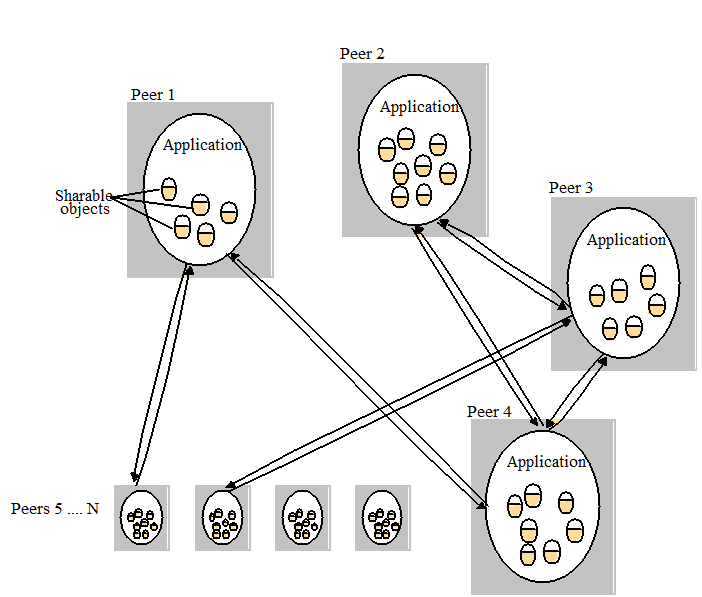 Peer 2
Peer 1
Application
Application
Sharable
objects
Peer 3
Application
Peer 4
Application
Peers 5 .... N